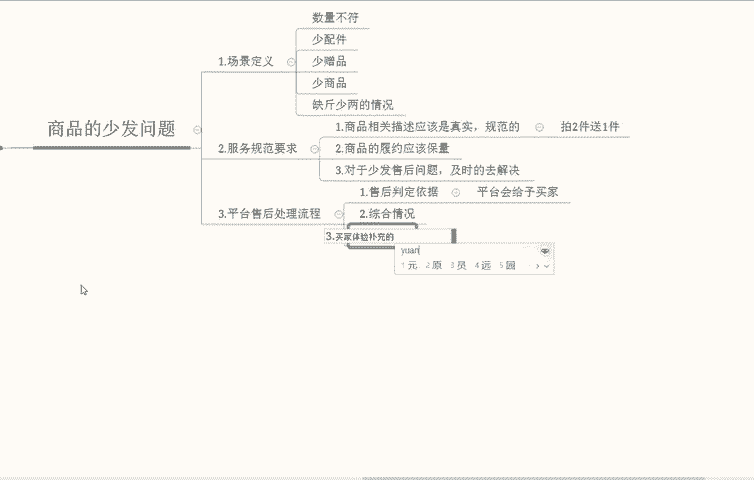 数量不符
少配件
1.场景定义
少赠品
少商品
缺斤少两的情况
商品的少发问题
1.商品相关描述应该是真实，规范的
拍2件送1件
2.服务规范要求
2.商品的履约应该保量
3.对于少发售后问题，及时的去解决
1.售后判定依据
平台会给予买家
3.平台售后处理流程
2.综合情况
3.买家体验补充的
yuan
1 元 2 原 3 员 4 远 5 圆